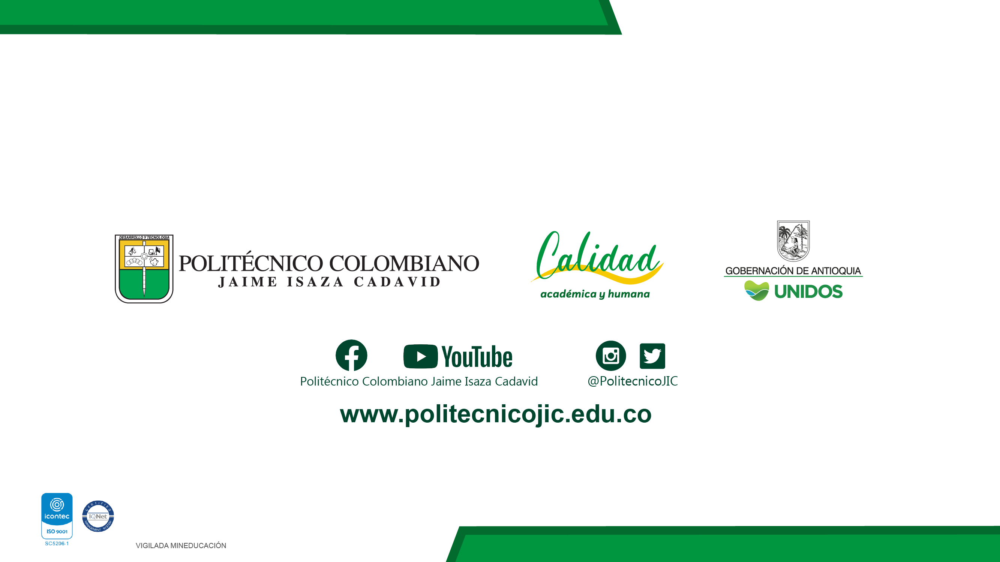 DESARROLLO Y TECNOLOGIA
POLITÉCNICO COLOMBIANO
JAIME ISAZA CADAVID
Calidad
académica y humana
GOBERNACIÓN DE ANTIOQUIA
UNIDOS
YouTube
Politécnico Colombiano Jaime Isaza Cadavid
@PolitecnicoJIC
www.politecnicojic.edu.co
icontec
ISO 9001
SC5206-1
CERTIFIED
IQNet
MANAGEMENT SYSTEM
VIGILADA MINEDUCACIÓN